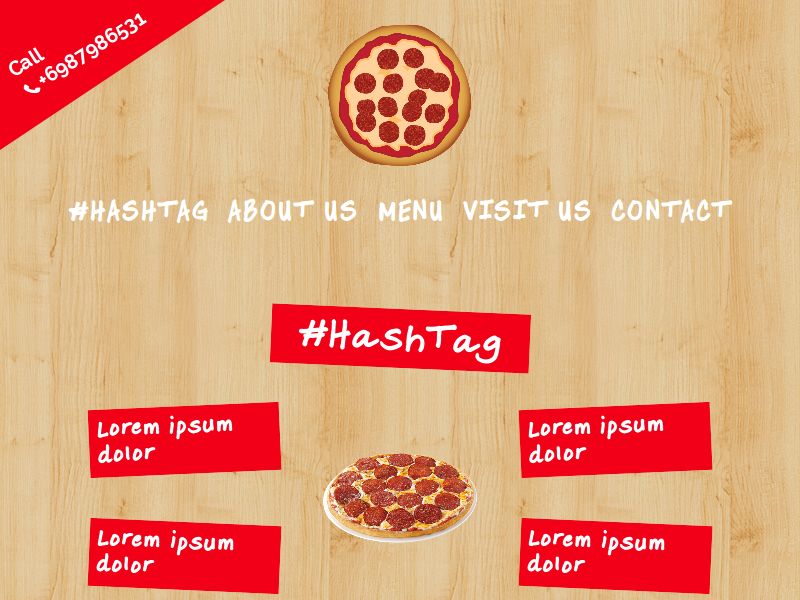 Call
+6987986531
#HASHTAG ABOUT US MENU VISIT US CONTACT
#HashTag
Lorem ipsum
dolor
Lorem ipsum
dolor
Lorem ipsum
dolor
Lorem ipsum
dolor